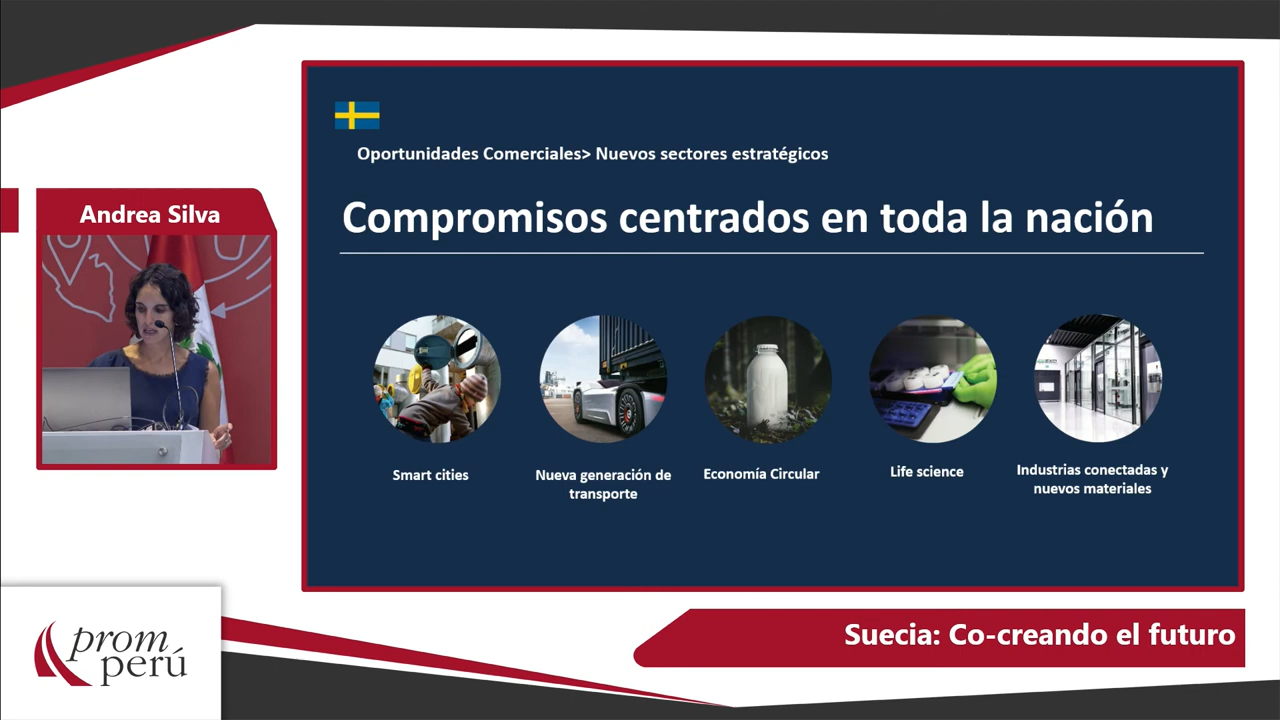 Andrea Silva
Oportunidades Comerciales> Nuevos sectores estratégicos
Compromisos centrados en toda la nación
Smart cities
Nueva generación de
transporte
Economía Circular
Life science
Industrias conectadas y
nuevos materiales
Suecia: Co-creando el futuro
prom
perú